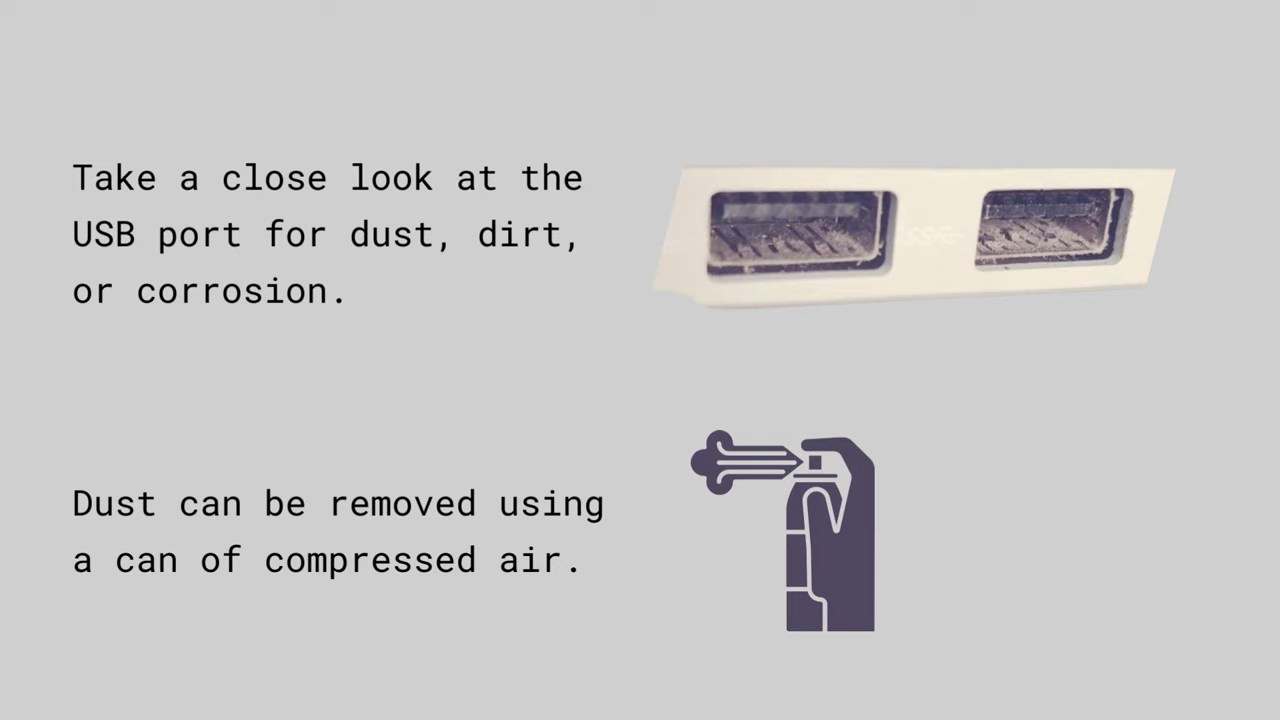 Take a close look at the
USB port for dust, dirt,
or corrosion.
Dust can be removed using
a can of compressed air.